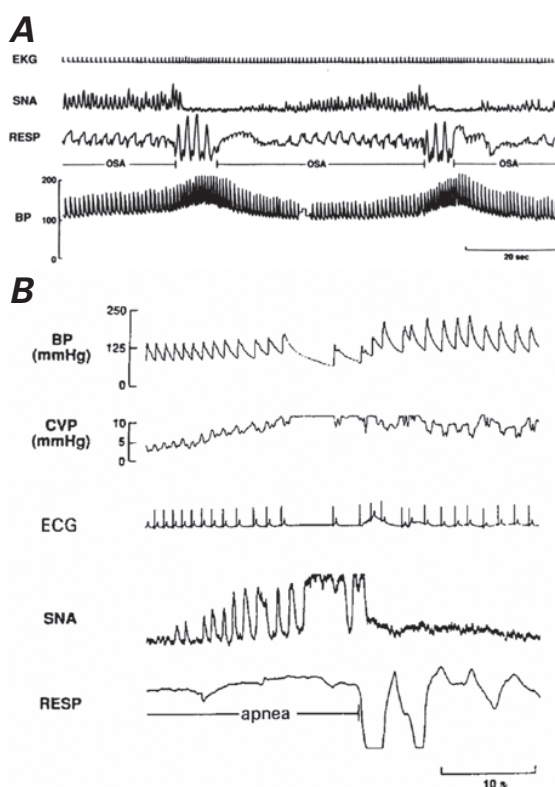 A
EKG
SNA
RESP
OSA OSA OSA
200
BP 100
0
20 sec
B
250
BP
(mmHg) 125
0
CVP 10
(mmHg) 5
0
ECG
SNA
RESP
apnea
10 s